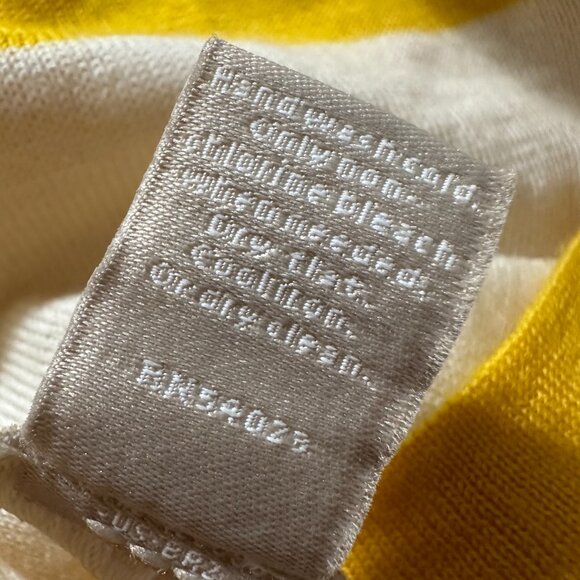 Hand wash cold.
Only non-
chlorine bleach
when needed.
Dry flat.
Cool iron.
Or dry clean.
RN54023